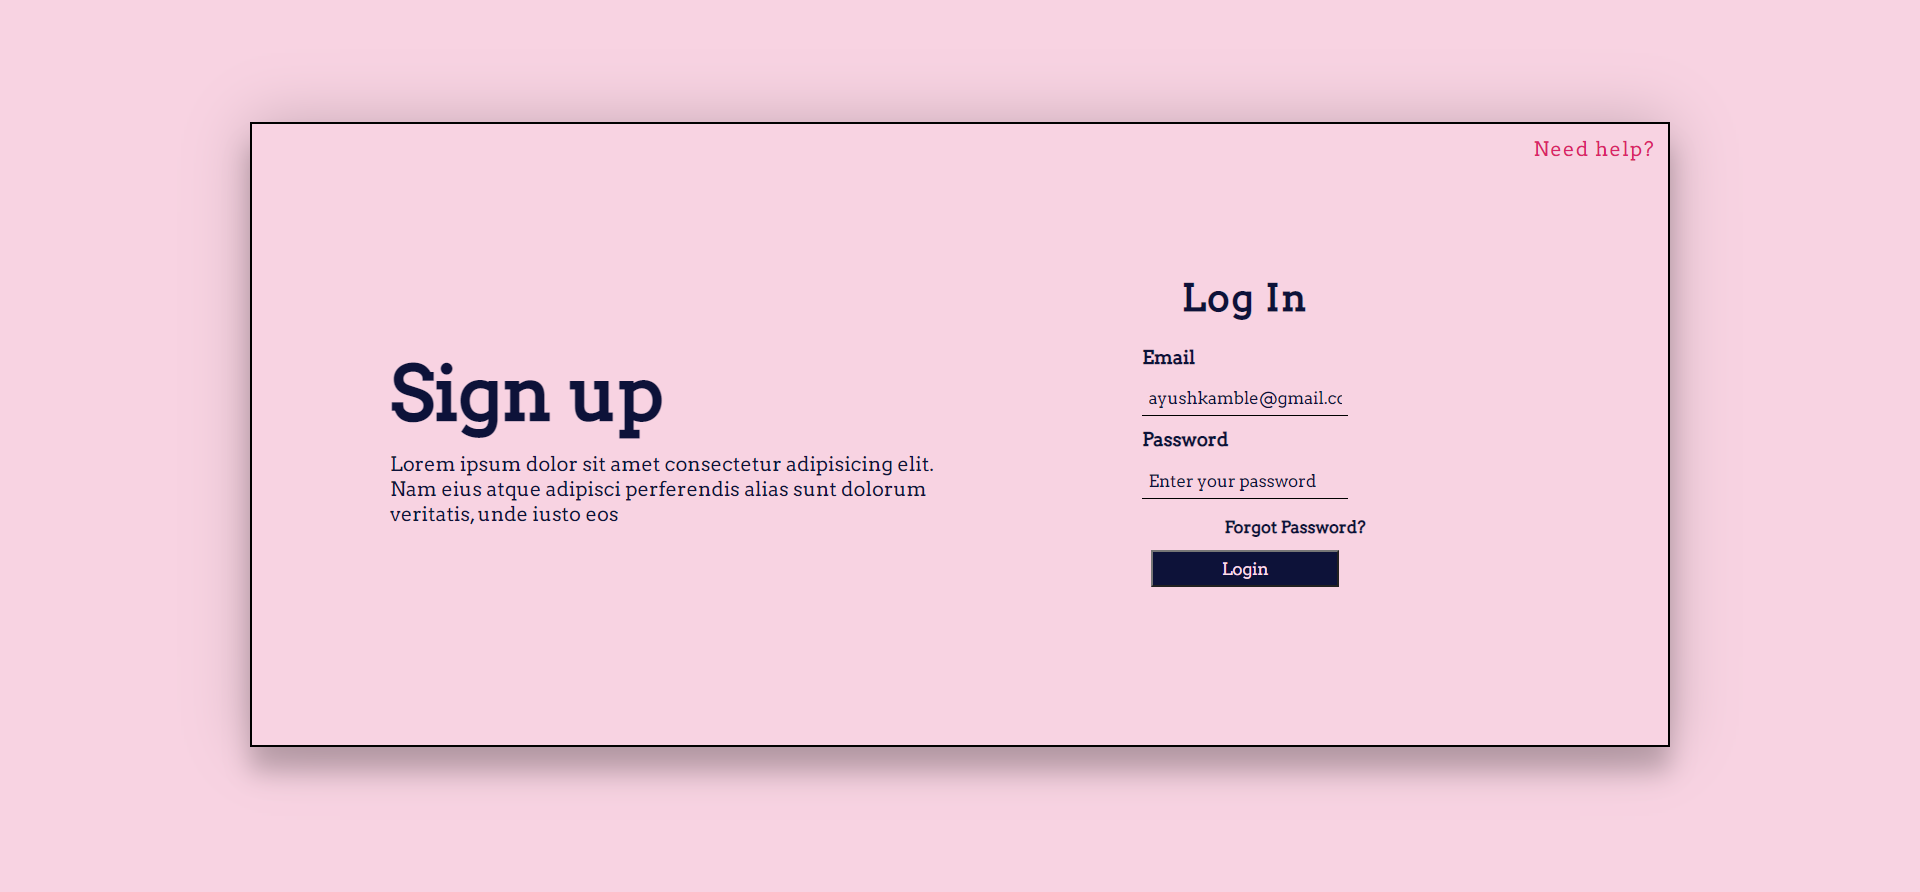 Need help?
Sign up
Lorem ipsum dolor sit amet consectetur adipisicing elit.
Nam eius atque adipisci perferendis alias sunt dolorum
veritatis, unde iusto eos
Log In
Email
ayushkamble@gmail.cc
Password
Enter your password
Forgot Password?
Login